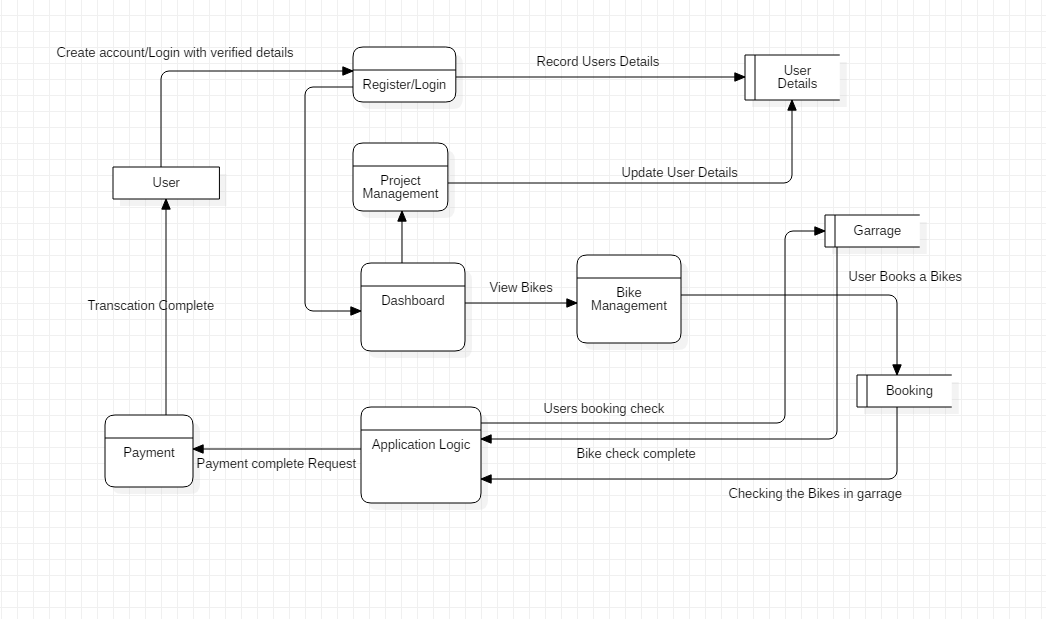 Create account/Login with verified details
Record Users Details
User
Details
Register/Login
Project
Management
Update User Details
User
Garrage
User Books a Bikes
Dashboard
View Bikes
Bike
Management
Transcation Complete
Booking
Users booking check
Application Logic
Payment
Bike check complete
Payment complete Request
Checking the Bikes in garrage